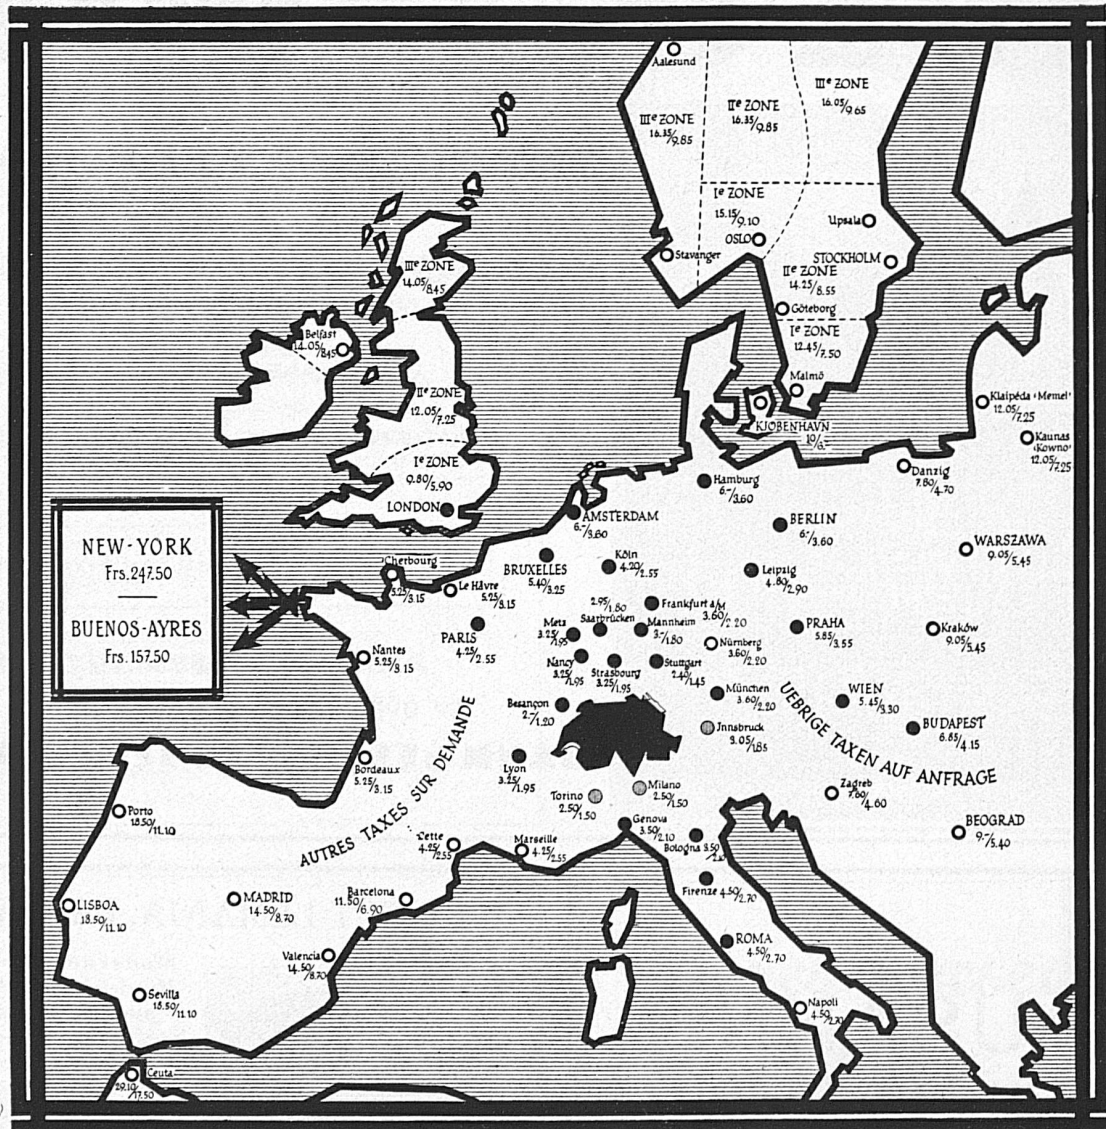 Aalesund
IIIe ZONE
16.05/9.65
IIe ZONE
16.35/9.85
IIIe ZONE
16.35/9.85
Ie ZONE
15.15/9.10
OSLO
Upsala
Stavanger
STOCKHOLM
IIe ZONE
14.25/8.55
Göteborg
Ie ZONE
12.45/7.50
Malmö
KJOBENHAVN
10/6.-
IIIe ZONE
14.05/8.45
Belfast
14.05/8.45
IIe ZONE
12.05/7.25
Ie ZONE
9.80/5.90
LONDON
Klaipéda (Memel)
12.05/7.25
Kaunas
(Kowno)
12.05/7.25
Danzig
7.80/4.70
Hamburg
6.-/3.60
AMSTERDAM
6.-/3.60
BERLIN
6.-/3.60
WARSZAWA
9.05/5.45
NEW-YORK
Frs. 247.50
BUENOS-AYRES
Frs. 157.50
Cherbourg
5.25/3.15
Le Hâvre
5.25/3.15
BRUXELLES
5.40/3.25
Köln
4.20/2.55
Leipzig
4.80/2.90
PARIS
4.25/2.55
2.95/1.80
Saarbrücken
Frankfurt a/M
3.60/2.20
Metz
3.25/1.95
Mannheim
3.-/1.80
Nürnberg
3.60/2.20
PRAHA
5.85/3.55
Kraków
9.05/5.45
Nantes
5.25/3.15
Nancy
3.25/1.95
Strasbourg
3.25/1.95
Stuttgart
2.40/1.45
München
3.60/2.20
WIEN
5.45/3.30
Besançon
2.-/1.20
Jnnsbruck
3.05/1.85
BUDAPEST
6.85/4.15
UEBRIGE TAXEN AUF ANFRAGE
AUTRES TAXES SUR DEMANDE
Bordeaux
5.25/3.15
Lyon
3.25/1.95
Torino
2.50/1.50
Milano
2.50/1.50
Zagreb
7.60/4.60
Genova
3.50/2.10
Bologna 3.50/2.10
BEOGRAD
9.-/5.40
Porto
18.50/11.10
Cette
4.25/2.55
Marseille
4.25/2.55
Firenze 4.50/2.70
LISBOA
18.50/11.10
MADRID
14.50/8.70
Barcelona
11.50/6.90
ROMA
4.50/2.70
Valencia
14.50/8.70
Sevilla
18.50/11.10
Napoli
4.50/2.70
Ceuta
29.10/17.50